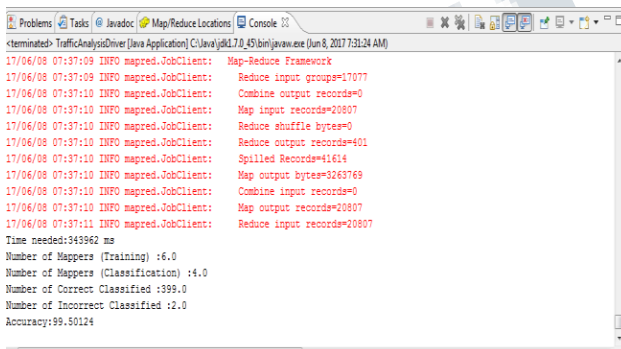 Problems Tasks @ Javadoc Map/Reduce Locations Console
<terminated> TrafficAnalysisDriver [Java Application] C:\Java\jdk1.7.0_45\bin\javaw.exe (Jun 8, 2017 7:31:24 AM)
17/06/08 07:37:09 INFO mapred.JobClient: Map-Reduce Framework
17/06/08 07:37:09 INFO mapred.JobClient: Reduce input groups=17077
17/06/08 07:37:10 INFO mapred.JobClient: Combine output records=0
17/06/08 07:37:10 INFO mapred.JobClient: Map input records=20807
17/06/08 07:37:10 INFO mapred.JobClient: Reduce shuffle bytes=0
17/06/08 07:37:10 INFO mapred.JobClient: Reduce output records=401
17/06/08 07:37:10 INFO mapred.JobClient: Spilled Records=41614
17/06/08 07:37:10 INFO mapred.JobClient: Map output bytes=3263769
17/06/08 07:37:10 INFO mapred.JobClient: Combine input records=0
17/06/08 07:37:10 INFO mapred.JobClient: Map output records=20807
17/06/08 07:37:11 INFO mapred.JobClient: Reduce input records=20807
Time needed:343962 ms
Number of Mappers (Training) :6.0
Number of Mappers (Classification) :4.0
Number of Correct Classified :399.0
Number of Incorrect Classified :2.0
Accuracy:99.50124